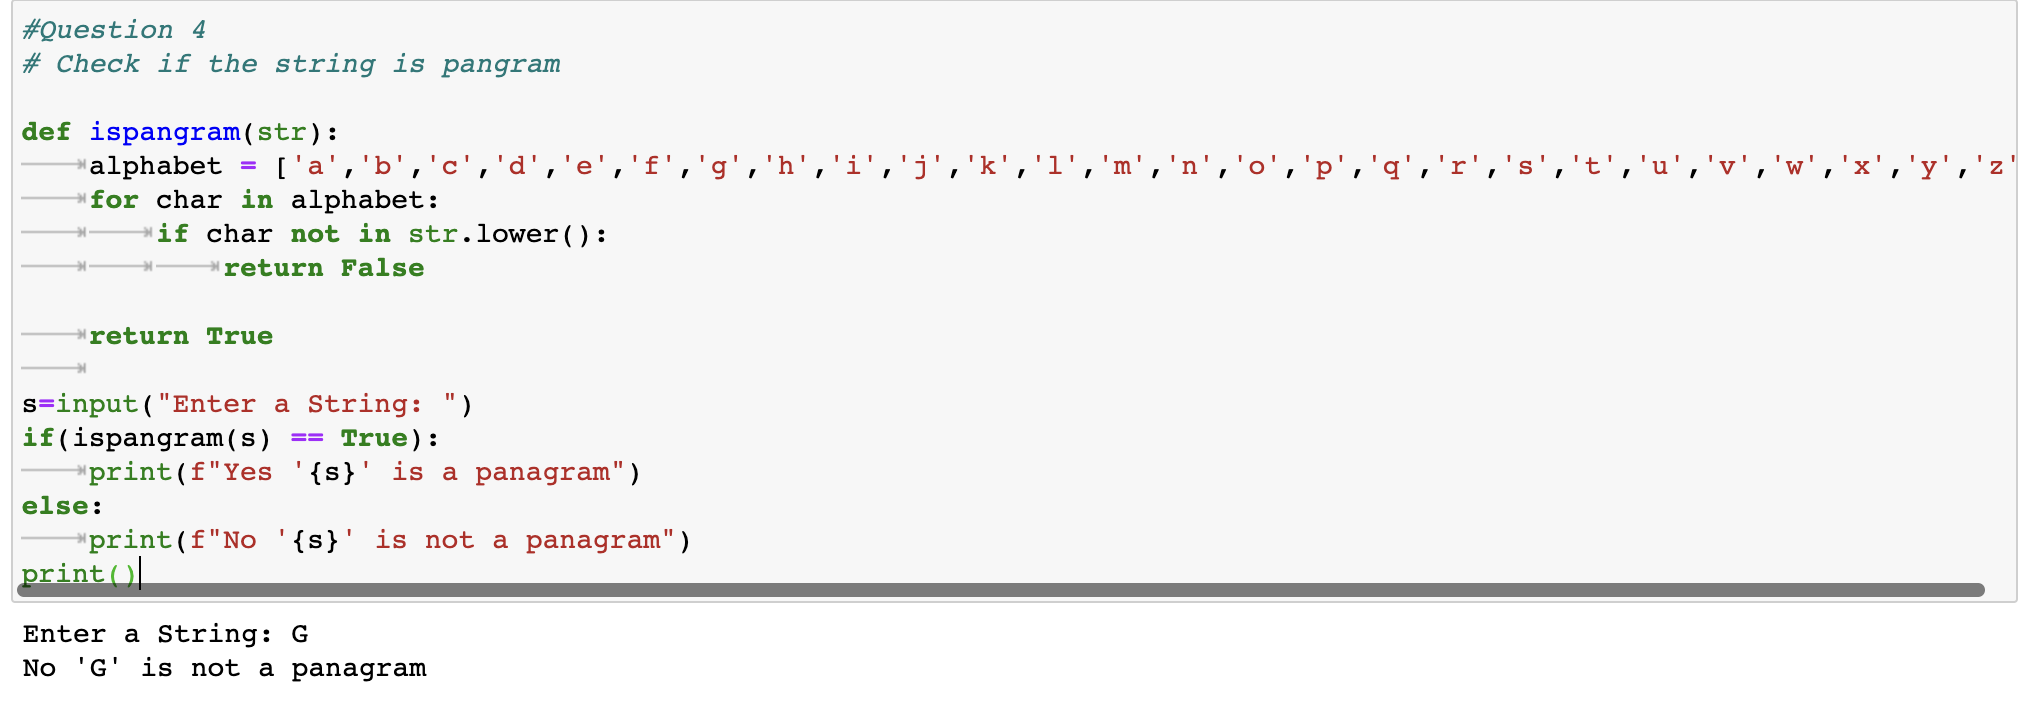 #Question 4
# Check if the string is pangram
def ispangram(str):
alphabet = ['a','b','c','d','e','f','g','h','i','j','k','l','m','n','o','p','q','r','s','t','u','v','w','x','y','z'
for char in alphabet:
if char not in str.lower():
return False
return True
s=input("Enter a String: ")
if(ispangram(s) == True):
print(f"Yes '{s}' is a panagram")
else:
print(f"No '{s}' is not a panagram")
print()
Enter a String: G
No 'G' is not a panagram